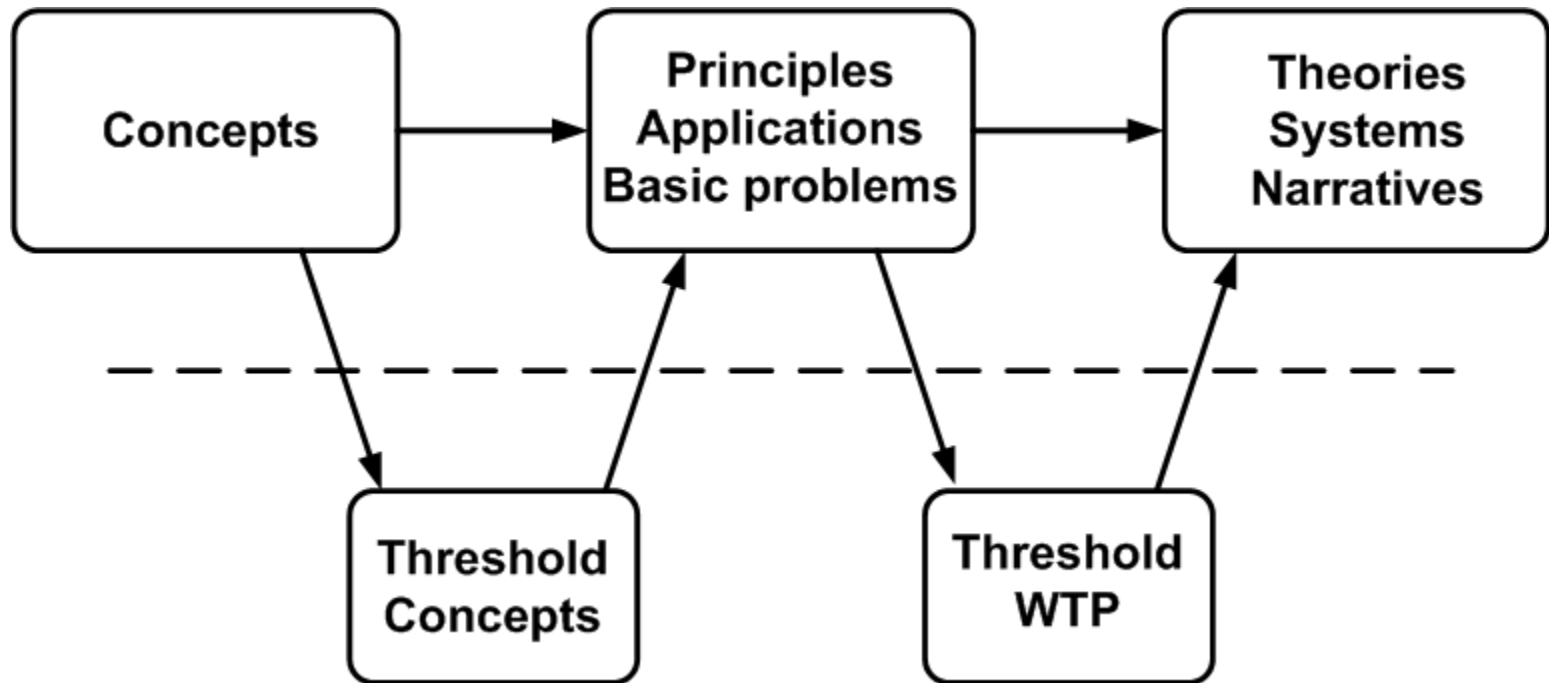 Concepts
Principles
Applications
Basic problems
Theories
Systems
Narratives
Threshold
Concepts
Threshold
WTP